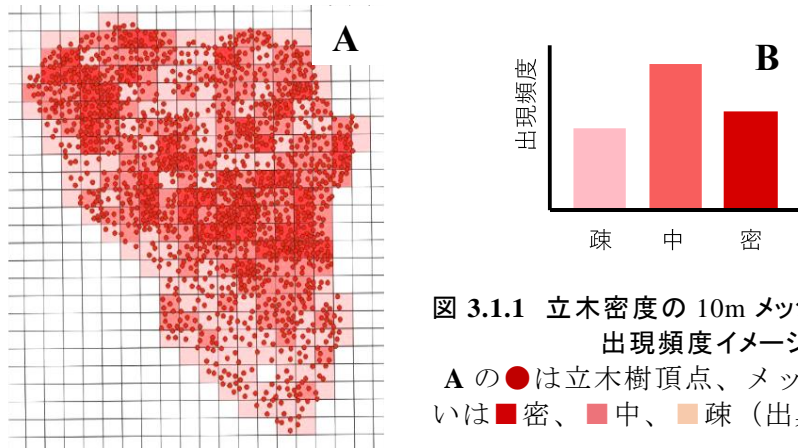 A
B
出現頻度
疎 中 密
図 3.1.1 立木密度の 10m メッ
出現頻度イメー
A の●は立木樹頂点、メッ
いは■密、■中、■疎（出